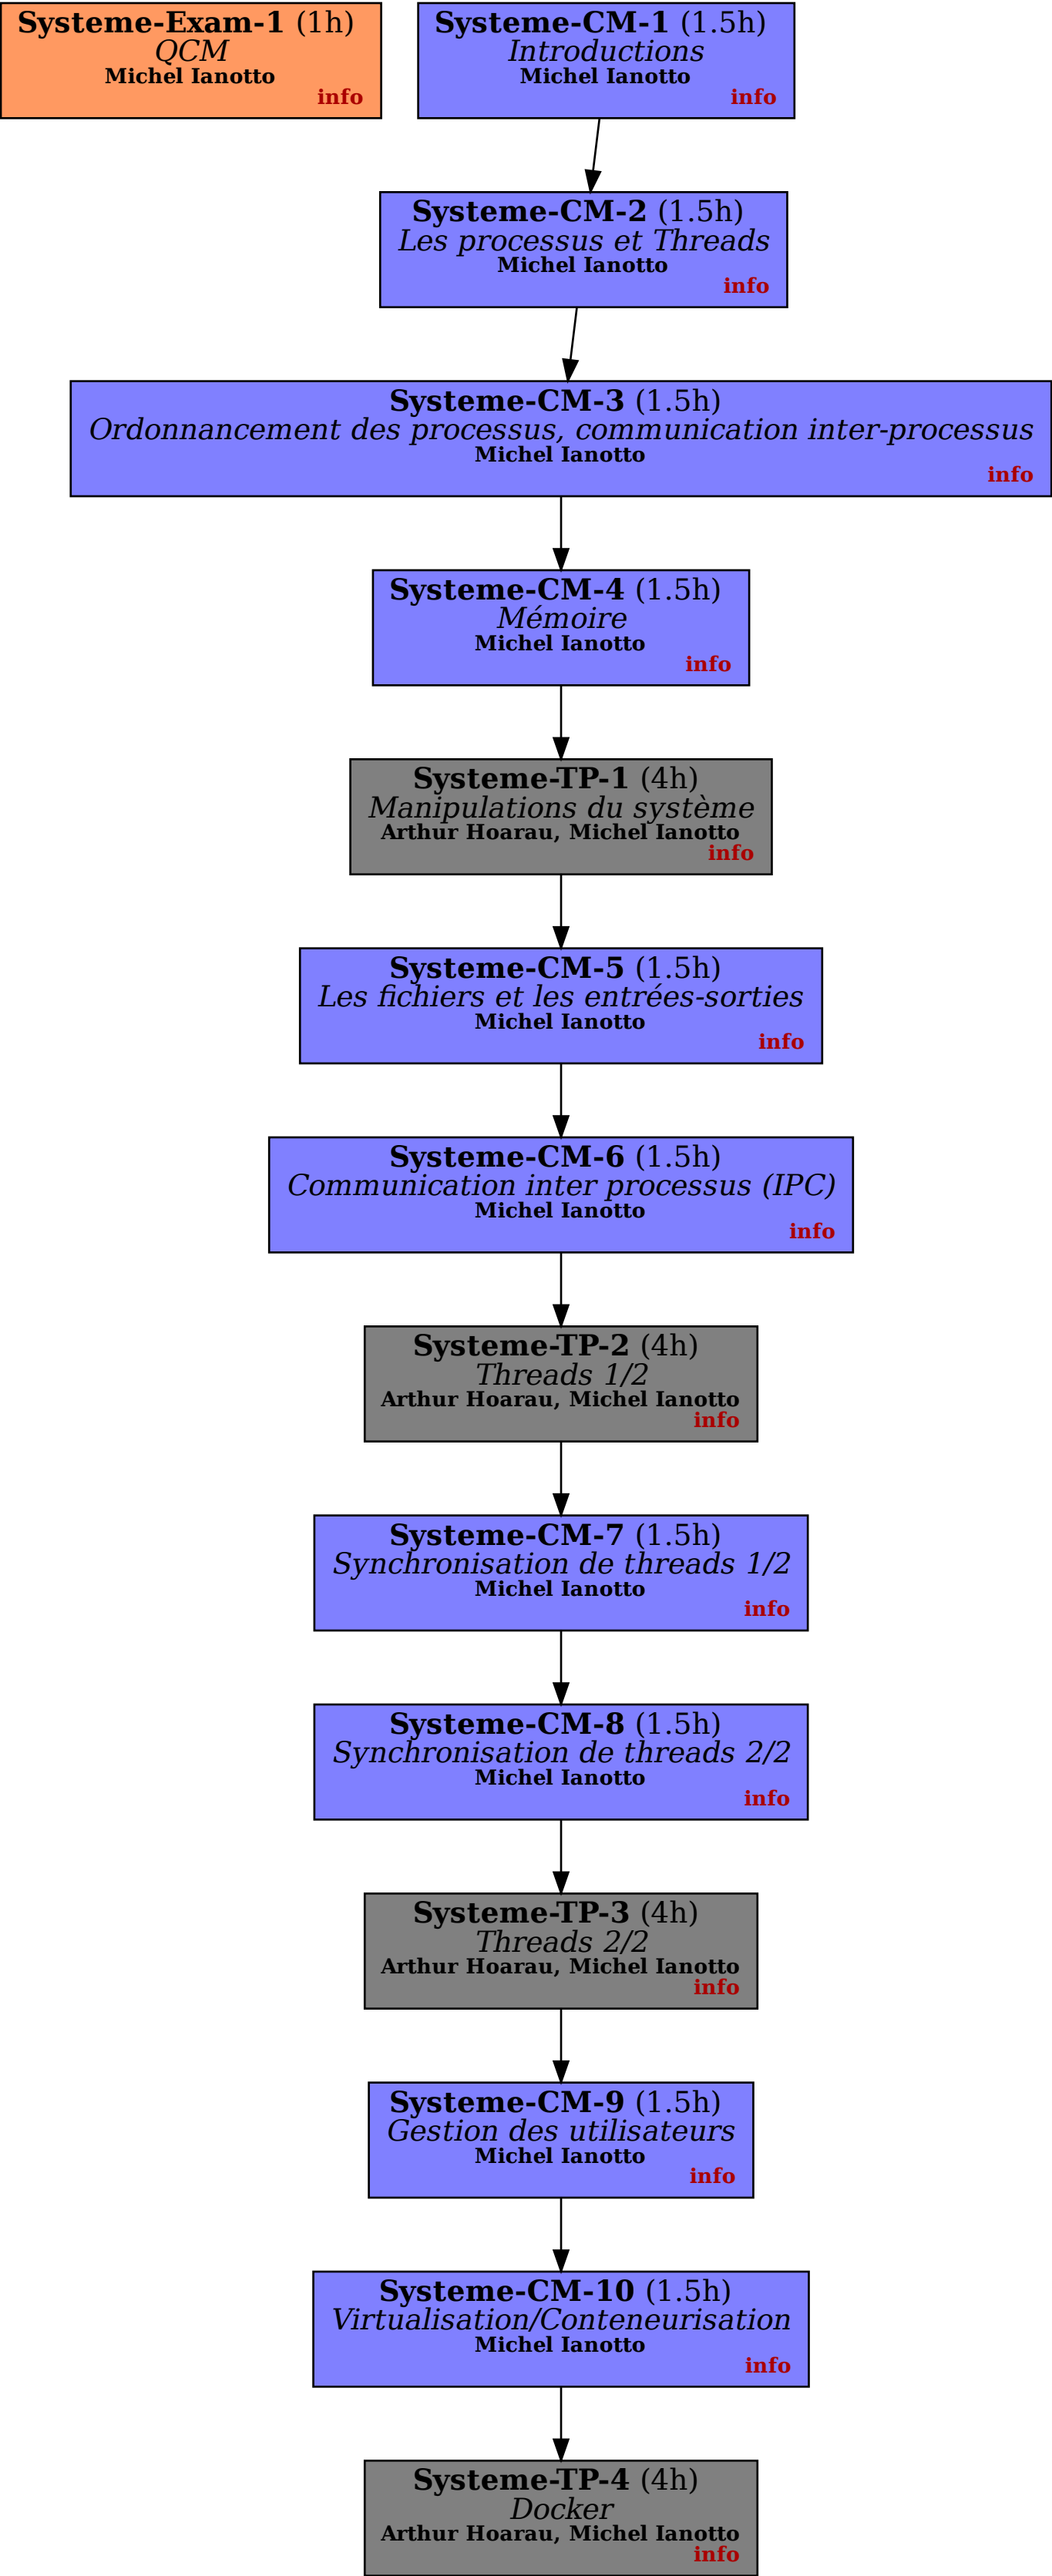 Systeme-Exam-1 (1h)
QCM
Michel Ianotto
info
Systeme-CM-1 (1.5h)
Introductions
Michel Ianotto
info
Systeme-CM-2 (1.5h)
Les processus et Threads
Michel Ianotto
info
Systeme-CM-3 (1.5h)
Ordonnancement des processus, communication inter-processus
Michel Ianotto
info
Systeme-CM-4 (1.5h)
Mémoire
Michel Ianotto
info
Systeme-TP-1 (4h)
Manipulations du système
Arthur Hoarau, Michel Ianotto
info
Systeme-CM-5 (1.5h)
Les fichiers et les entrées-sorties
Michel Ianotto
info
Systeme-CM-6 (1.5h)
Communication inter processus (IPC)
Michel Ianotto
info
Systeme-TP-2 (4h)
Threads 1/2
Arthur Hoarau, Michel Ianotto
info
Systeme-CM-7 (1.5h)
Synchronisation de threads 1/2
Michel Ianotto
info
Systeme-CM-8 (1.5h)
Synchronisation de threads 2/2
Michel Ianotto
info
Systeme-TP-3 (4h)
Threads 2/2
Arthur Hoarau, Michel Ianotto
info
Systeme-CM-9 (1.5h)
Gestion des utilisateurs
Michel Ianotto
info
Systeme-CM-10 (1.5h)
Virtualisation/Conteneurisation
Michel Ianotto
info
Systeme-TP-4 (4h)
Docker
Arthur Hoarau, Michel Ianotto
info